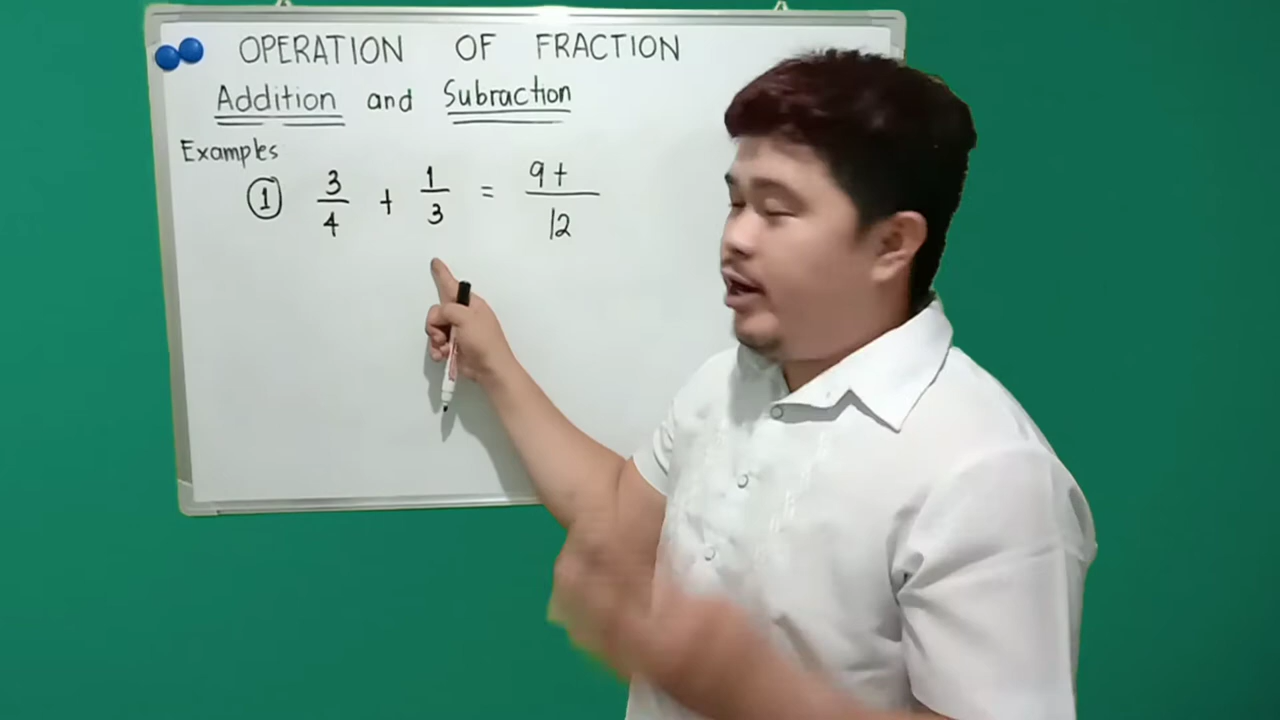 OPERATION OF FRACTION
Addition and Subraction
Examples
① 3/4 + 1/3 = 9+/12